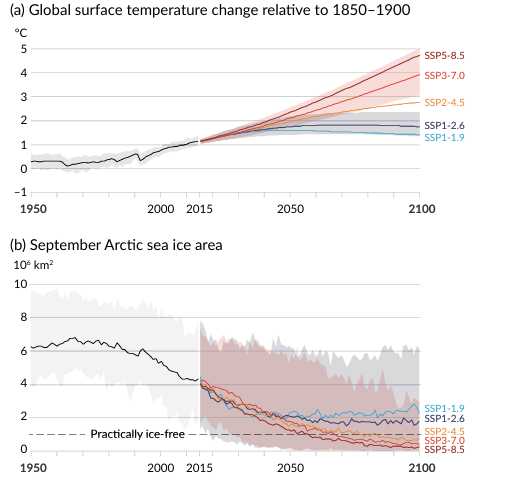 (a) Global surface temperature change relative to 1850–1900
°C
5
4
3
2
1
0
–1
1950 2000 2015 2050 2100
SSP5-8.5
SSP3-7.0
SSP2-4.5
SSP1-2.6
SSP1-1.9
(b) September Arctic sea ice area
10⁶ km²
10
8
6
4
2
0
Practically ice-free
1950 2000 2015 2050 2100
SSP1-1.9
SSP1-2.6
SSP2-4.5
SSP3-7.0
SSP5-8.5